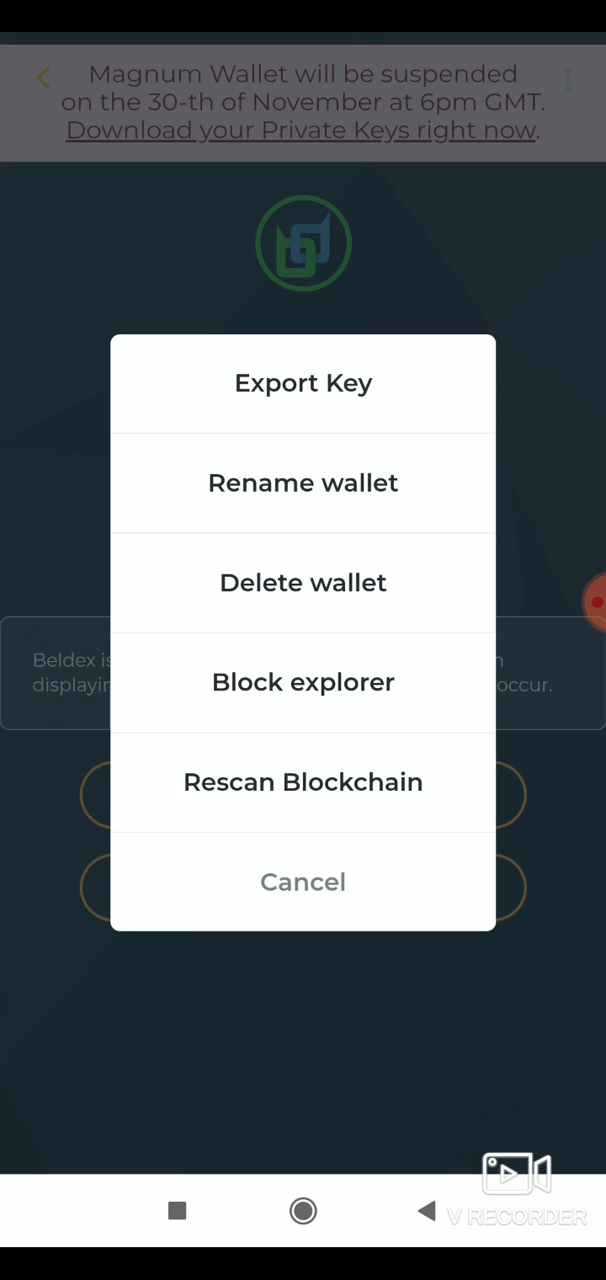 Magnum Wallet will be suspended
on the 30-th of November at 6pm GMT.
Download your Private Keys right now.
Export Key
Rename wallet
Delete wallet
Beldex
displayin
occur.
Block explorer
Rescan Blockchain
Cancel
V RECORDER